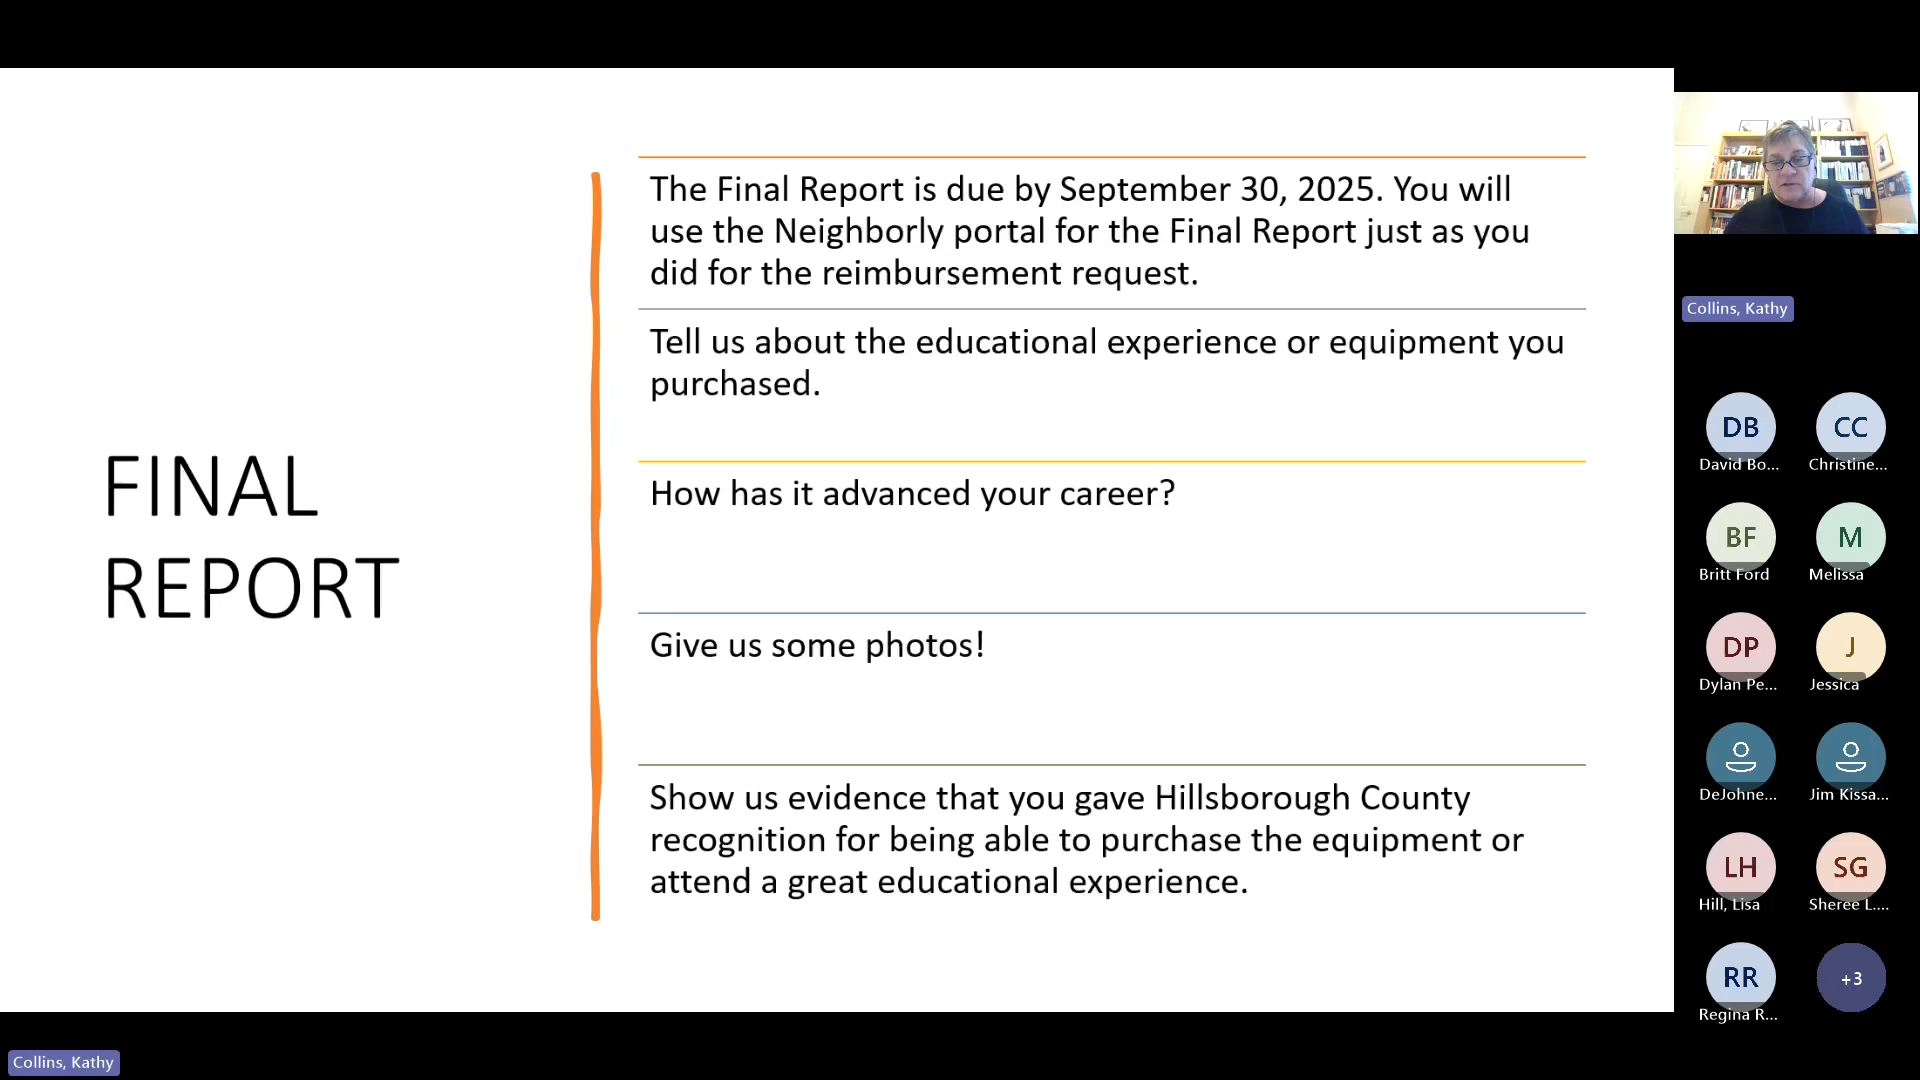 FINAL
REPORT
The Final Report is due by September 30, 2025. You will
use the Neighborly portal for the Final Report just as you
did for the reimbursement request.
Tell us about the educational experience or equipment you
purchased.
How has it advanced your career?
Give us some photos!
Show us evidence that you gave Hillsborough County
recognition for being able to purchase the equipment or
attend a great educational experience.
Collins, Kathy
DB
CC
David Bo...
Christine...
BF
M
Britt Ford
Melissa
DP
J
Dylan Pe...
Jessica
DeJohne...
Jim Kissa...
LH
SG
Hill, Lisa
Sheree L....
RR
+3
Regina R...
Collins, Kathy